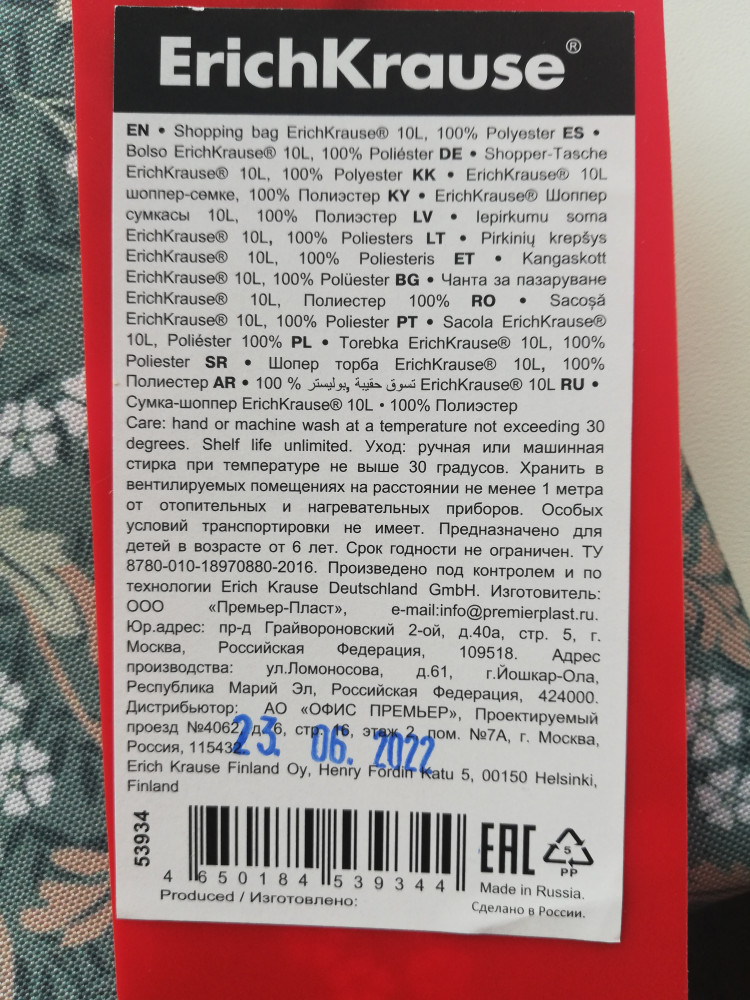 ErichKrause®
EN • Shopping bag ErichKrause® 10L, 100% Polyester ES •
Bolso ErichKrause® 10L, 100% Poliéster DE • Shopper-Tasche
ErichKrause® 10L, 100% Polyester KK • ErichKrause® 10L
шоппер-сөмке, 100% Полиэстер KY • ErichKrause® Шоппер
сумкасы 10L, 100% Полиэстер LV • Iepirkumu soma
ErichKrause® 10L, 100% Poliesters LT • Pirkinių krepšys
ErichKrause® 10L, 100% Poliesteris ET • Kangaskott
ErichKrause® 10L, 100% Polüester BG • Чанта за пазаруване
ErichKrause® 10L, Полиестер 100% RO • Sacoșă
ErichKrause® 10L, 100% Poliester PT • Sacola ErichKrause®
10L, Poliéster 100% PL • Torebka ErichKrause® 10L, 100%
Poliester SR • Шопер торба ErichKrause® 10L, 100%
Полиестер AR • 100 % تسوق حقيبة ,بوليستر ErichKrause® 10L RU •
Сумка-шоппер ErichKrause® 10L • 100% Полиэстер
Care: hand or machine wash at a temperature not exceeding 30
degrees. Shelf life unlimited. Уход: ручная или машинная
стирка при температуре не выше 30 градусов. Хранить в
вентилируемых помещениях на расстоянии не менее 1 метра
от отопительных и нагревательных приборов. Особых
условий транспортировки не имеет. Предназначено для
детей в возрасте от 6 лет. Срок годности не ограничен. ТУ
8780-010-18970880-2016. Произведено под контролем и по
технологии Erich Krause Deutschland GmbH. Изготовитель:
ООО «Премьер-Пласт», e-mail:info@premierplast.ru.
Юр.адрес: пр-д Грайвороновский 2-ой, д.40а, стр. 5, г.
Москва, Российская Федерация, 109518. Адрес
производства: ул.Ломоносова, д.61, г.Йошкар-Ола,
Республика Марий Эл, Российская Федерация, 424000.
Дистрибьютор: АО «ОФИС ПРЕМЬЕР», Проектируемый
проезд №4062, д. 6, стр. 16, этаж 2, пом. №7А, г. Москва,
Россия, 115432
23. 06. 2022
Erich Krause Finland Oy, Henry Fordin Katu 5, 00150 Helsinki,
Finland
53934
4 650184 539344
EAC
5
PP
Made in Russia.
Сделано в России.
Produced / Изготовлено: